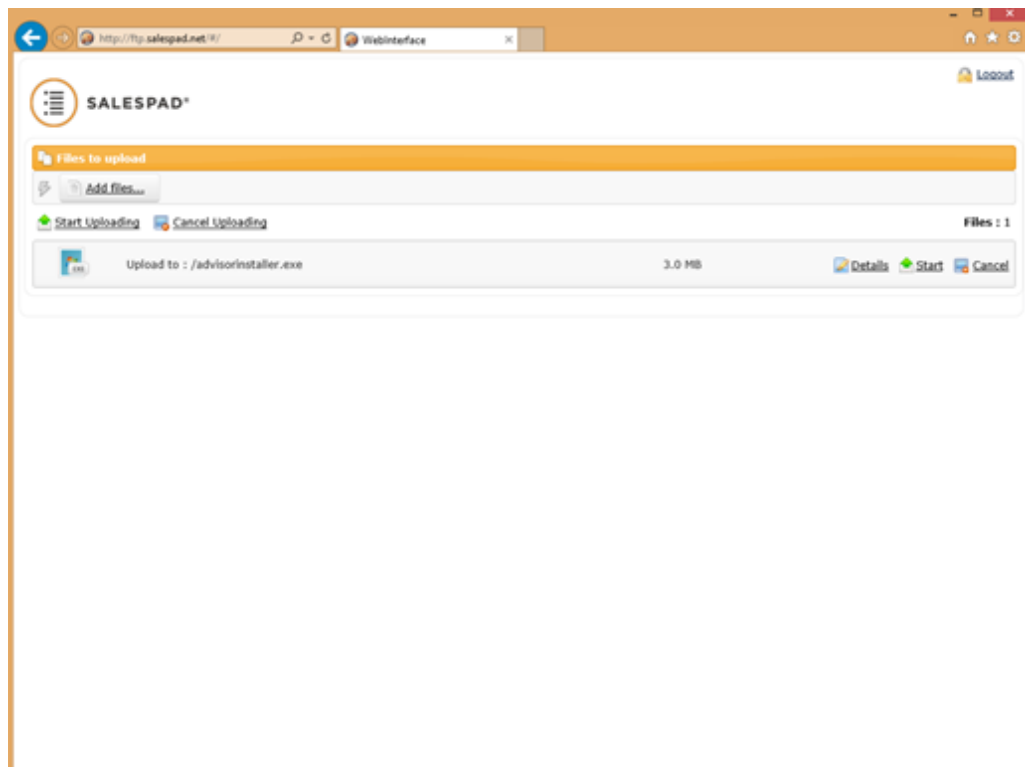 http://ftp.salespad.net/#/
WebInterface
Logout
SALESPAD®
Files to upload
Add files...
Start Uploading Cancel Uploading Files : 1
Upload to : /advisorinstaller.exe 3.0 MB Details Start Cancel